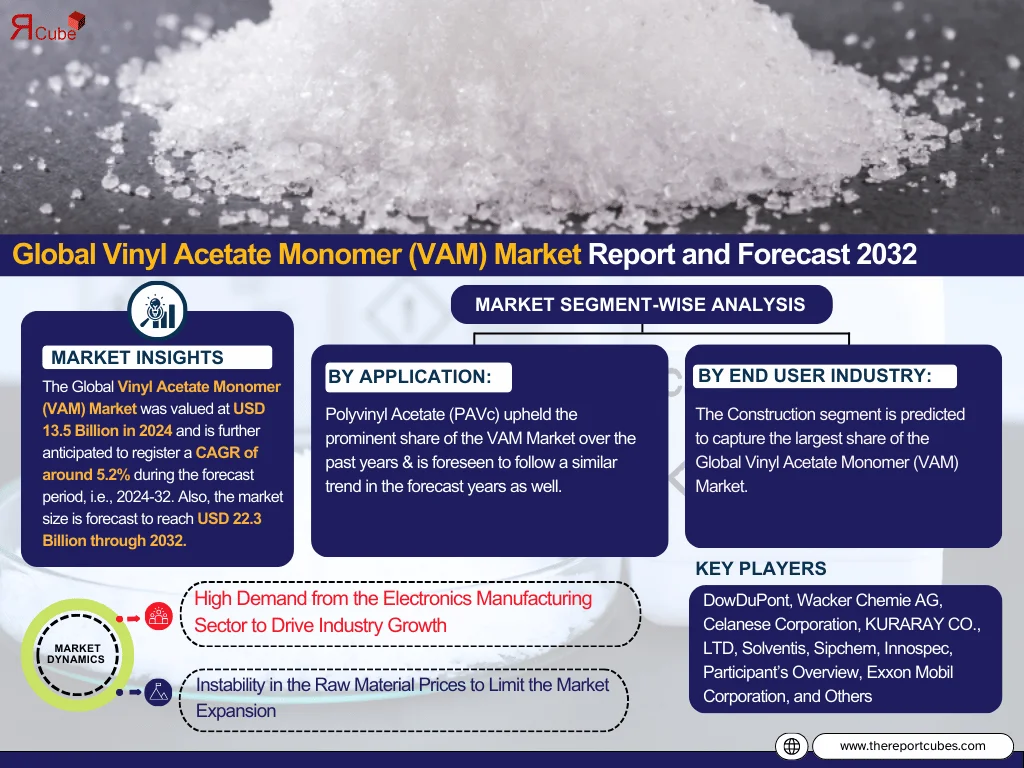 RCube
Global Vinyl Acetate Monomer (VAM) Market Report and Forecast 2032
MARKET INSIGHTS
The Global Vinyl Acetate Monomer
(VAM) Market was valued at USD
13.5 Billion in 2024 and is further
anticipated to register a CAGR of
around 5.2% during the forecast
period, i.e., 2024-32. Also, the market
size is forecast to reach USD 22.3
Billion through 2032.
MARKET SEGMENT-WISE ANALYSIS
BY APPLICATION:
Polyvinyl Acetate (PAVc) upheld the
prominent share of the VAM Market over the
past years & is foreseen to follow a similar
trend in the forecast years as well.
BY END USER INDUSTRY:
The Construction segment is predicted
to capture the largest share of the
Global Vinyl Acetate Monomer (VAM)
Market.
MARKET
DYNAMICS
High Demand from the Electronics Manufacturing
Sector to Drive Industry Growth
Instability in the Raw Material Prices to Limit the Market
Expansion
KEY PLAYERS
DowDuPont, Wacker Chemie AG,
Celanese Corporation, KURARAY CO.,
LTD, Solventis, Sipchem, Innospec,
Participant's Overview, Exxon Mobil
Corporation, and Others
www.thereportcubes.com